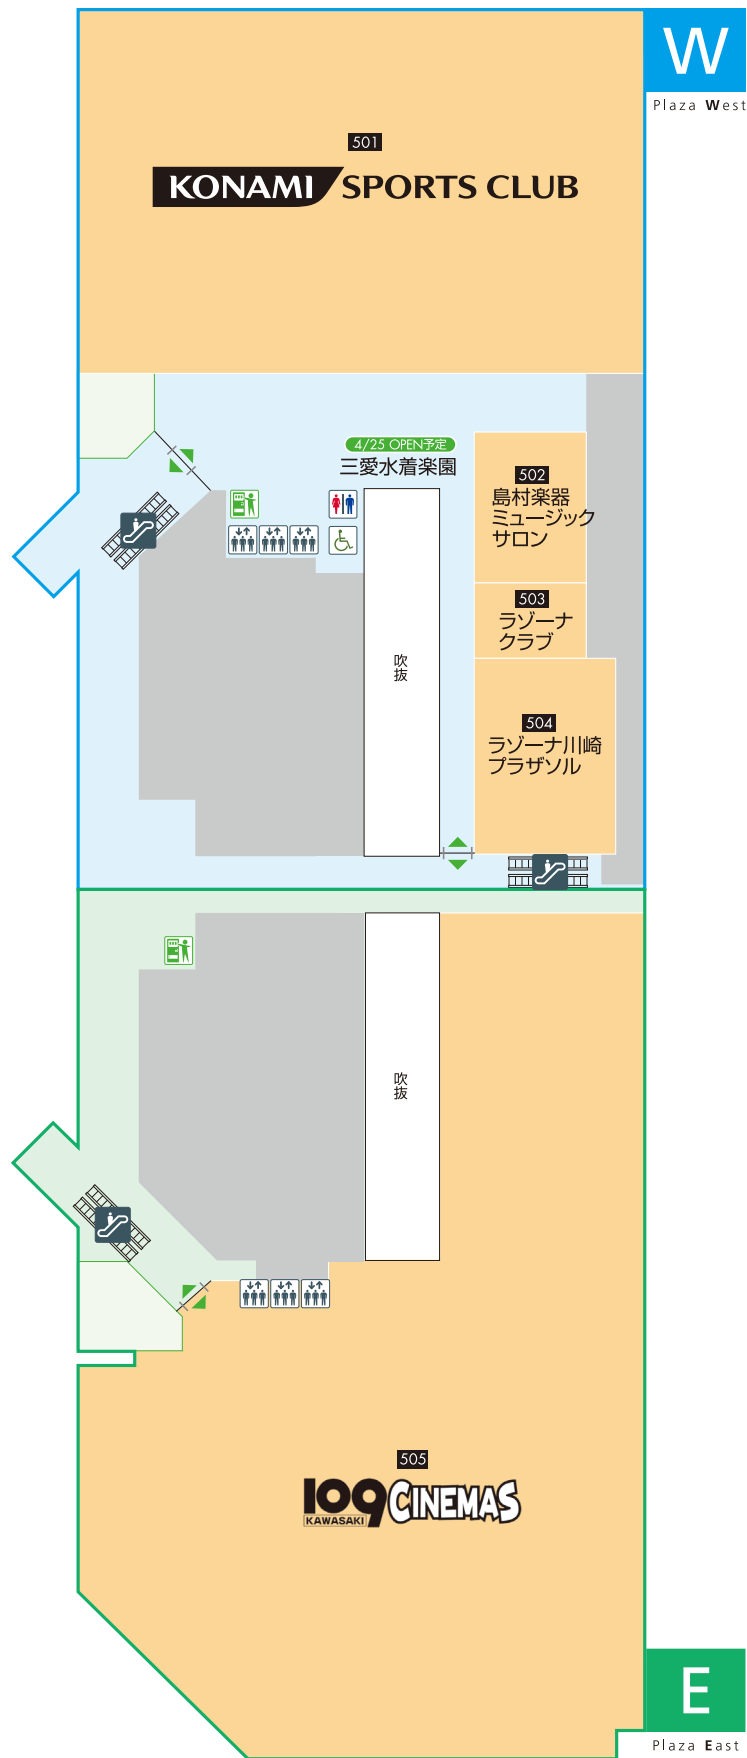 W
Plaza West
501
KONAMI SPORTS CLUB
4/25 OPEN予定
三愛水着楽園
502
島村楽器
ミュージック
サロン
503
ラゾーナ
クラブ
吹抜
504
ラゾーナ川崎
プラザソル
吹抜
505
109 CINEMAS
KAWASAKI
E
Plaza East